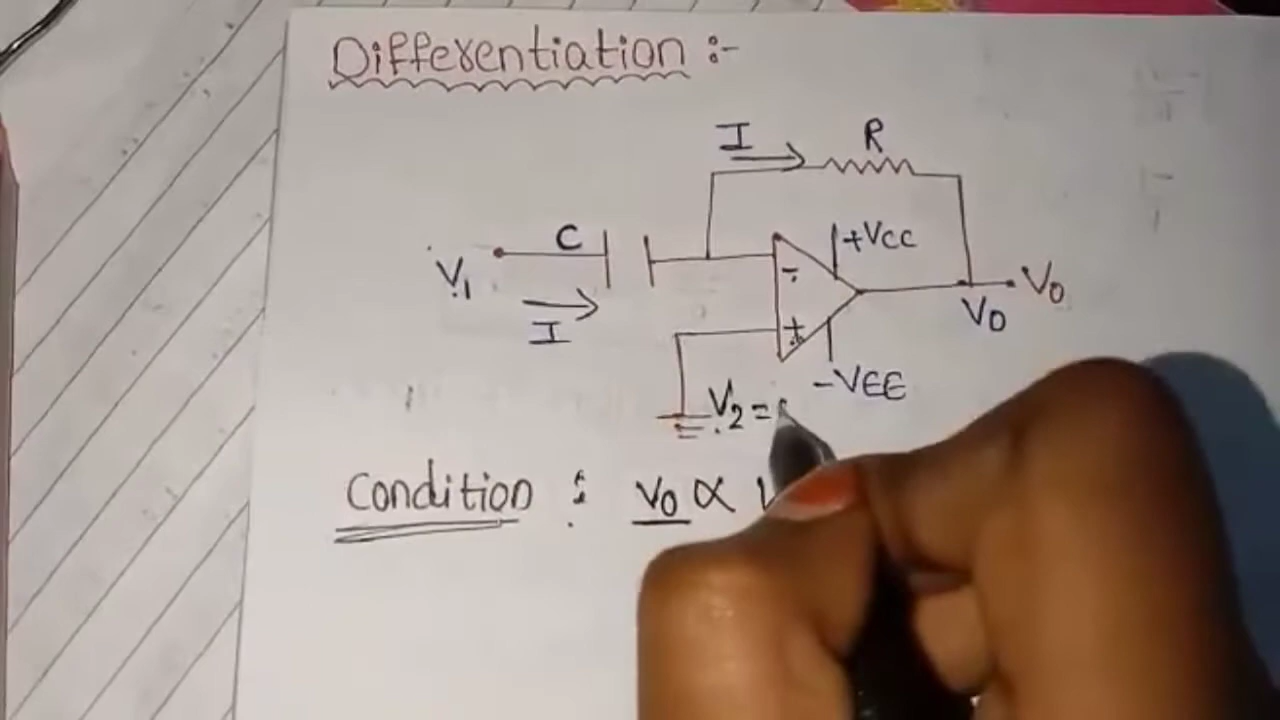 Differentiation :-
I R
C +VCC
V1 V0
I V0
-VEE
V2 =
Condition : V0 ∝